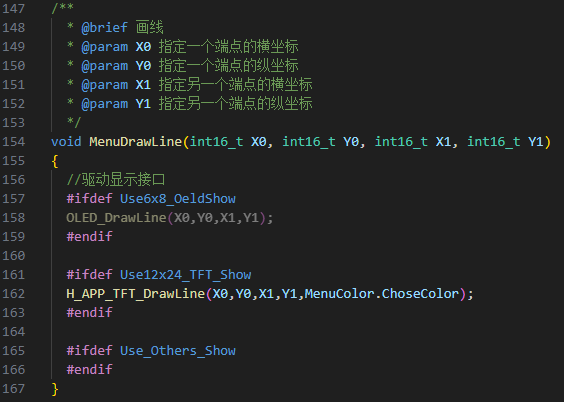 147 /**
148  * @brief 画线
149  * @param X0 指定一个端点的横坐标
150  * @param Y0 指定一个端点的纵坐标
151  * @param X1 指定另一个端点的横坐标
152  * @param Y1 指定另一个端点的纵坐标
153  */
154 void MenuDrawLine(int16_t X0, int16_t Y0, int16_t X1, int16_t Y1)
155 {
156   //驱动显示接口
157   #ifdef Use6x8_OeldShow
158   OLED_DrawLine(X0,Y0,X1,Y1);
159   #endif
160
161   #ifdef Use12x24_TFT_Show
162   H_APP_TFT_DrawLine(X0,Y0,X1,Y1,MenuColor.ChoseColor);
163   #endif
164
165   #ifdef Use_Others_Show
166   #endif
167 }